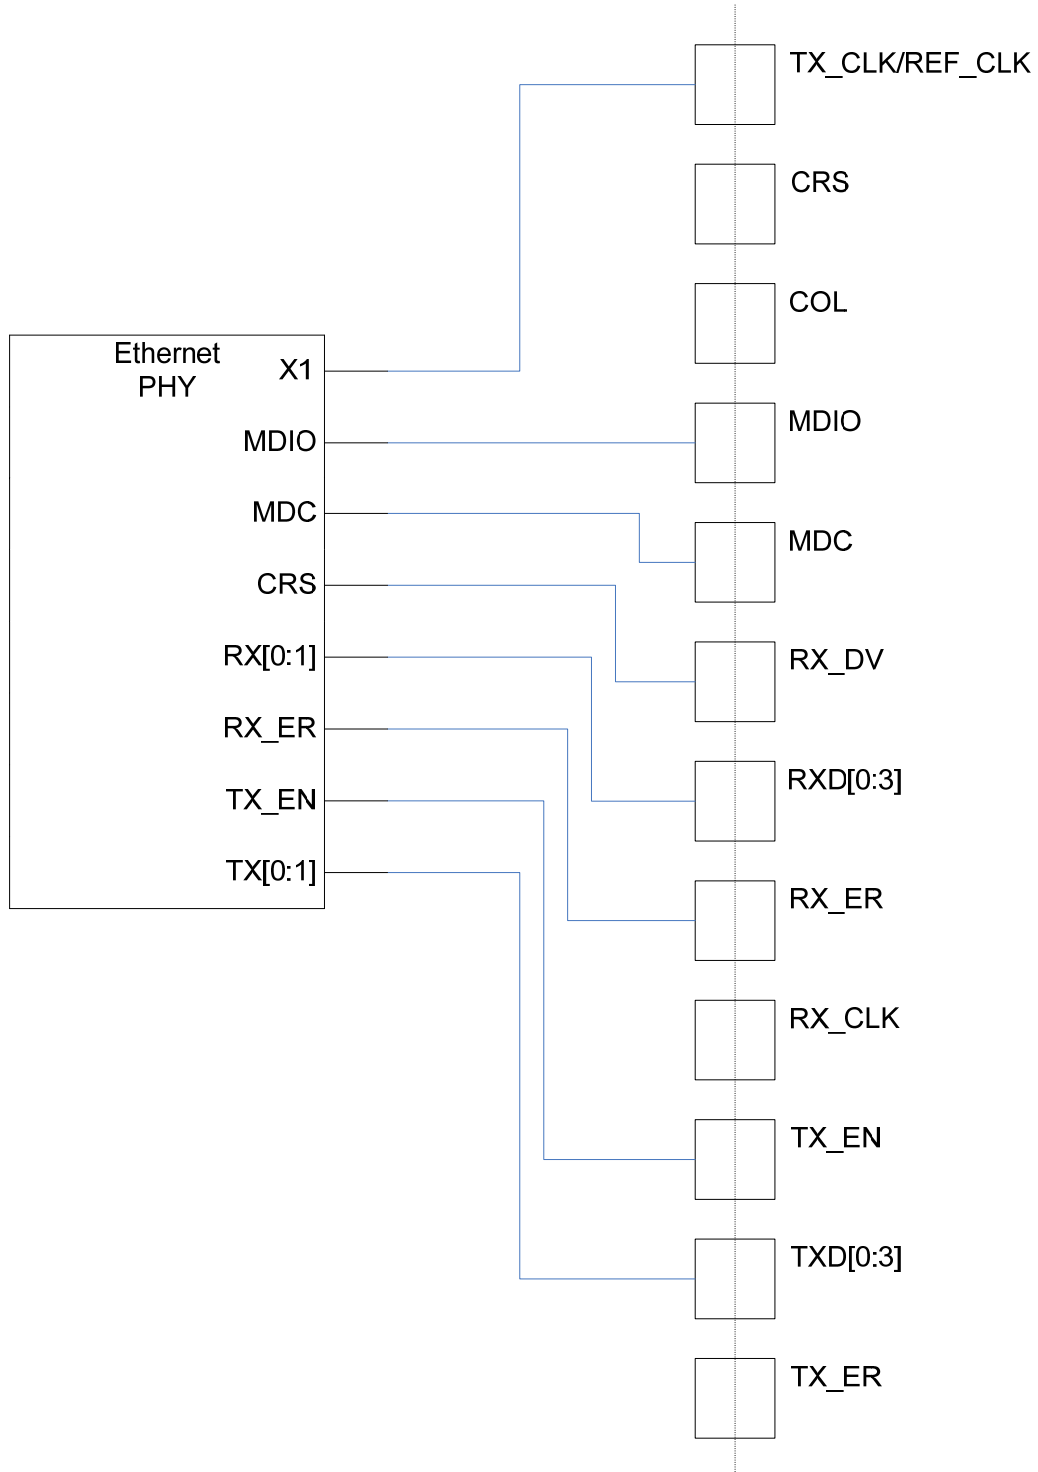 Ethernet
PHY
X1
MDIO
MDC
CRS
RX[0:1]
RX_ER
TX_EN
TX[0:1]
TX_CLK/REF_CLK
CRS
COL
MDIO
MDC
RX_DV
RXD[0:3]
RX_ER
RX_CLK
TX_EN
TXD[0:3]
TX_ER